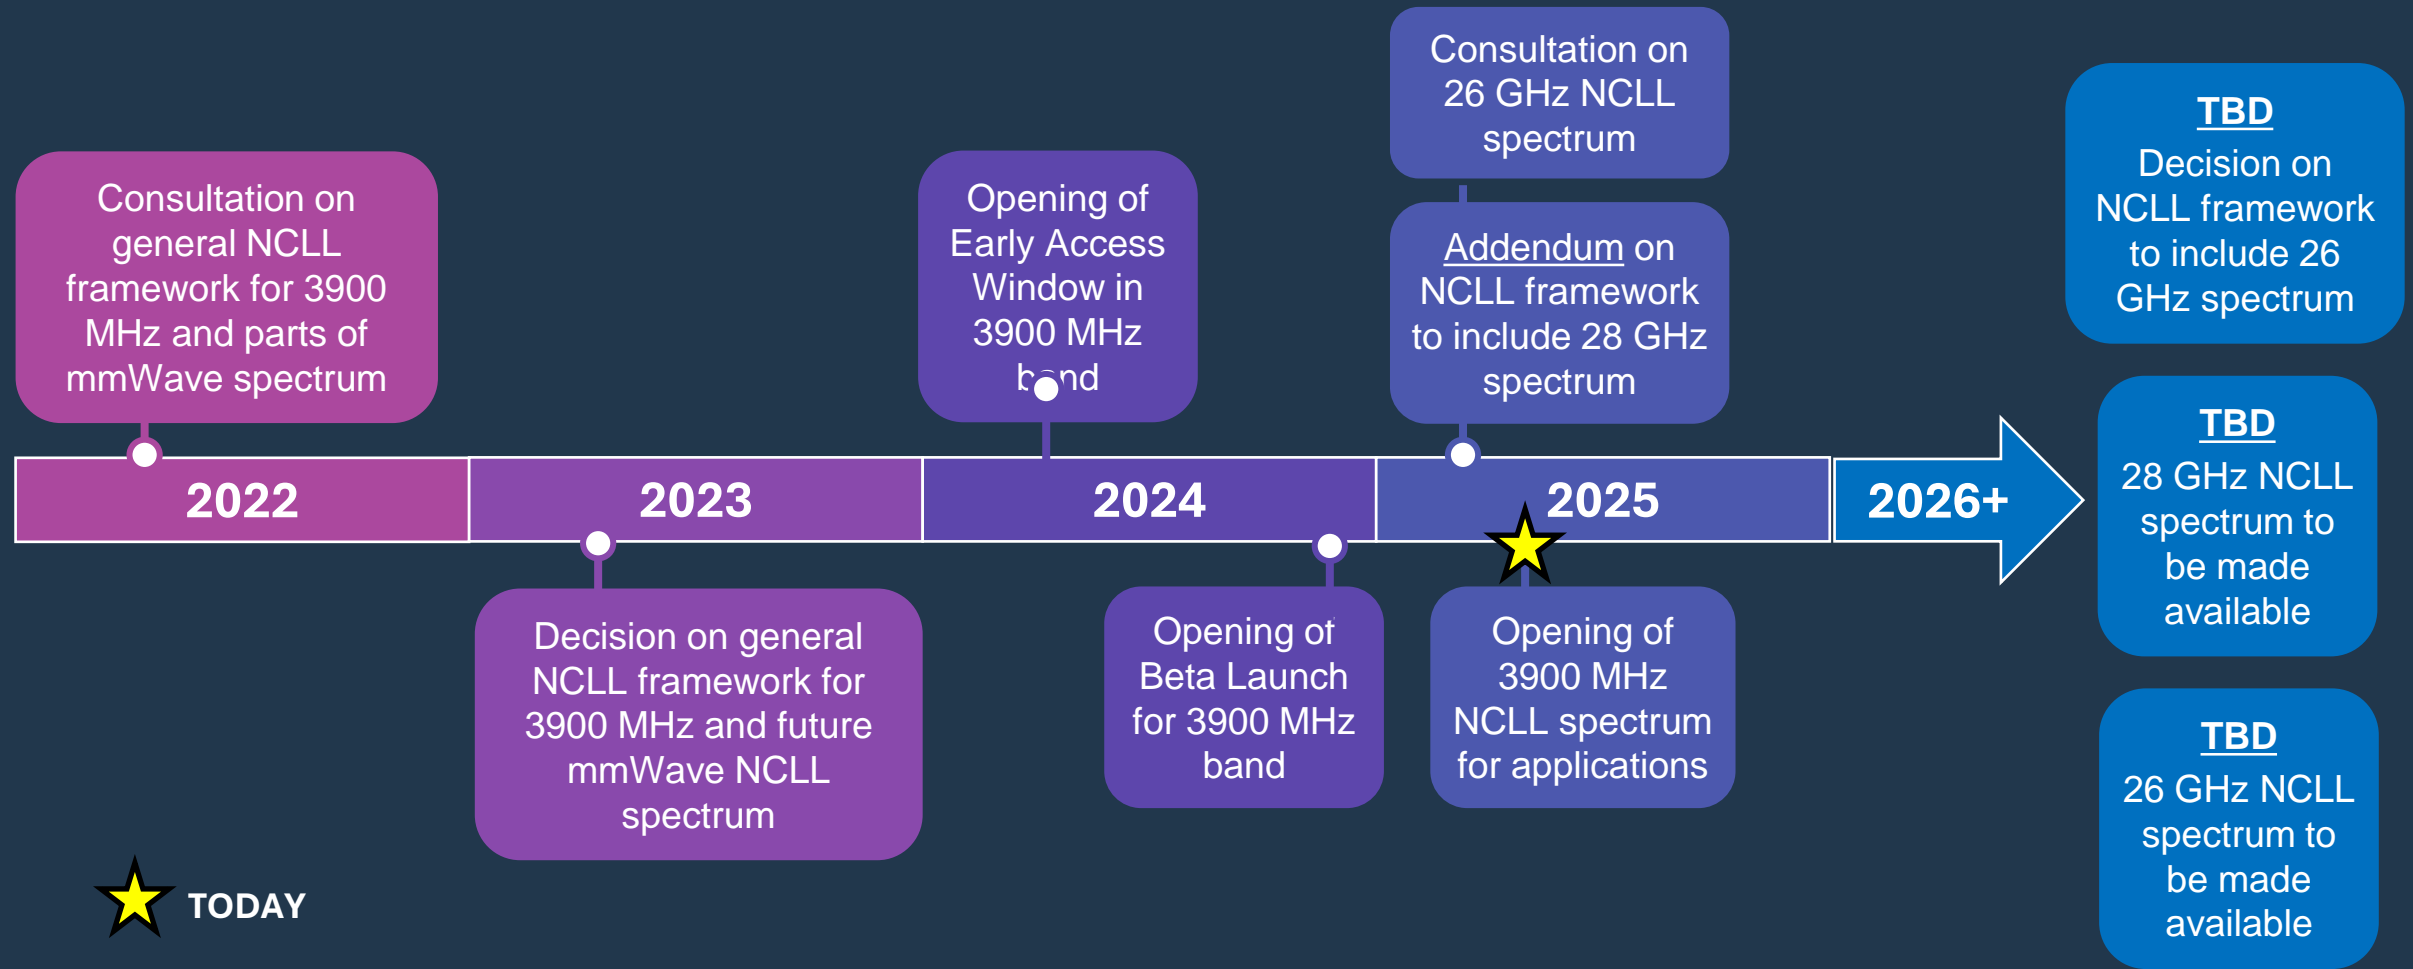 Consultation on
general NCLL
framework for 3900
MHz and parts of
mmWave spectrum
Opening of
Early Access
Window in
3900 MHz
band
Consultation on
26 GHz NCLL
spectrum
Addendum on
NCLL framework
to include 28 GHz
spectrum
TBD
Decision on
NCLL framework
to include 26
GHz spectrum
TBD
28 GHz NCLL
spectrum to
be made
available
TBD
26 GHz NCLL
spectrum to
be made
available
2022
2023
2024
2025
2026+
Decision on general
NCLL framework for
3900 MHz and future
mmWave NCLL
spectrum
Opening of
Beta Launch
for 3900 MHz
band
Opening of
3900 MHz
NCLL spectrum
for applications
TODAY